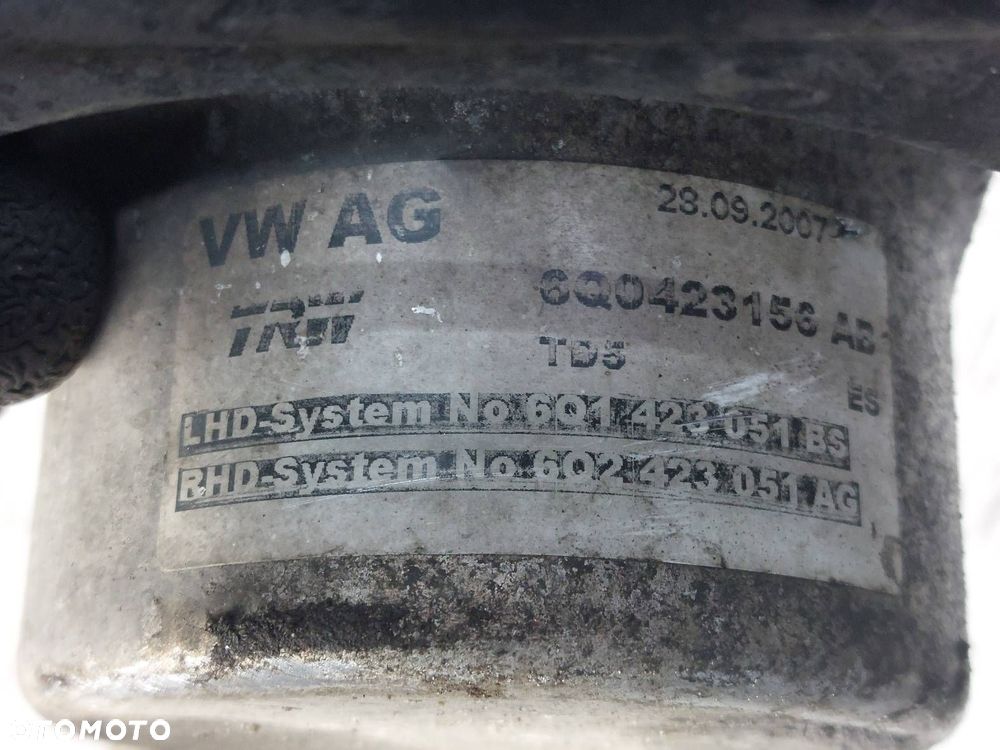 VW AG
28.09.2007
TRW
6Q0423156 AB
TD5
ES
LHD-System No 6Q1 423 051 BS
RHD-System No 6Q2 423 051 AG
OTOMOTO